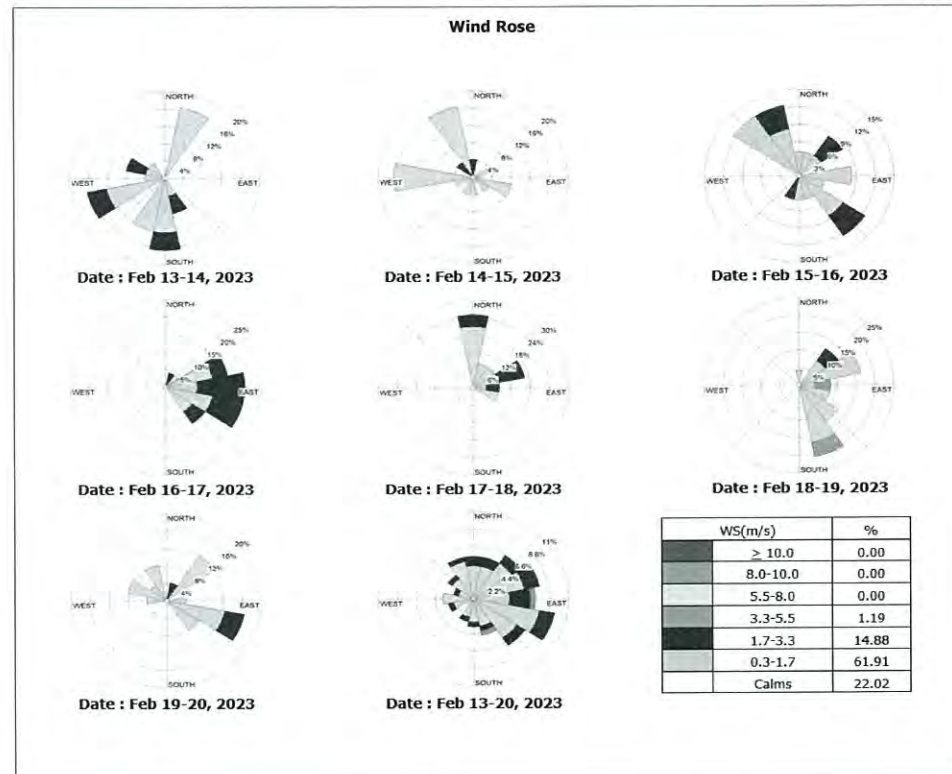 Wind Rose
NORTH
20%
16%
12%
8%
4%
WEST
EAST
SOUTH
Date : Feb 13-14, 2023
NORTH
20%
16%
12%
8%
4%
WEST
EAST
SOUTH
Date : Feb 14-15, 2023
NORTH
15%
12%
9%
6%
3%
WEST
EAST
SOUTH
Date : Feb 15-16, 2023
NORTH
25%
20%
15%
10%
5%
WEST
EAST
SOUTH
Date : Feb 16-17, 2023
NORTH
30%
24%
18%
12%
6%
WEST
EAST
SOUTH
Date : Feb 17-18, 2023
NORTH
25%
20%
15%
10%
5%
WEST
EAST
SOUTH
Date : Feb 18-19, 2023
NORTH
20%
16%
12%
8%
4%
WEST
EAST
SOUTH
Date : Feb 19-20, 2023
NORTH
11%
8.8%
6.6%
4.4%
2.2%
WEST
EAST
SOUTH
Date : Feb 13-20, 2023
WS(m/s) %
≥ 10.0 0.00
8.0-10.0 0.00
5.5-8.0 0.00
3.3-5.5 1.19
1.7-3.3 14.88
0.3-1.7 61.91
Calms 22.02